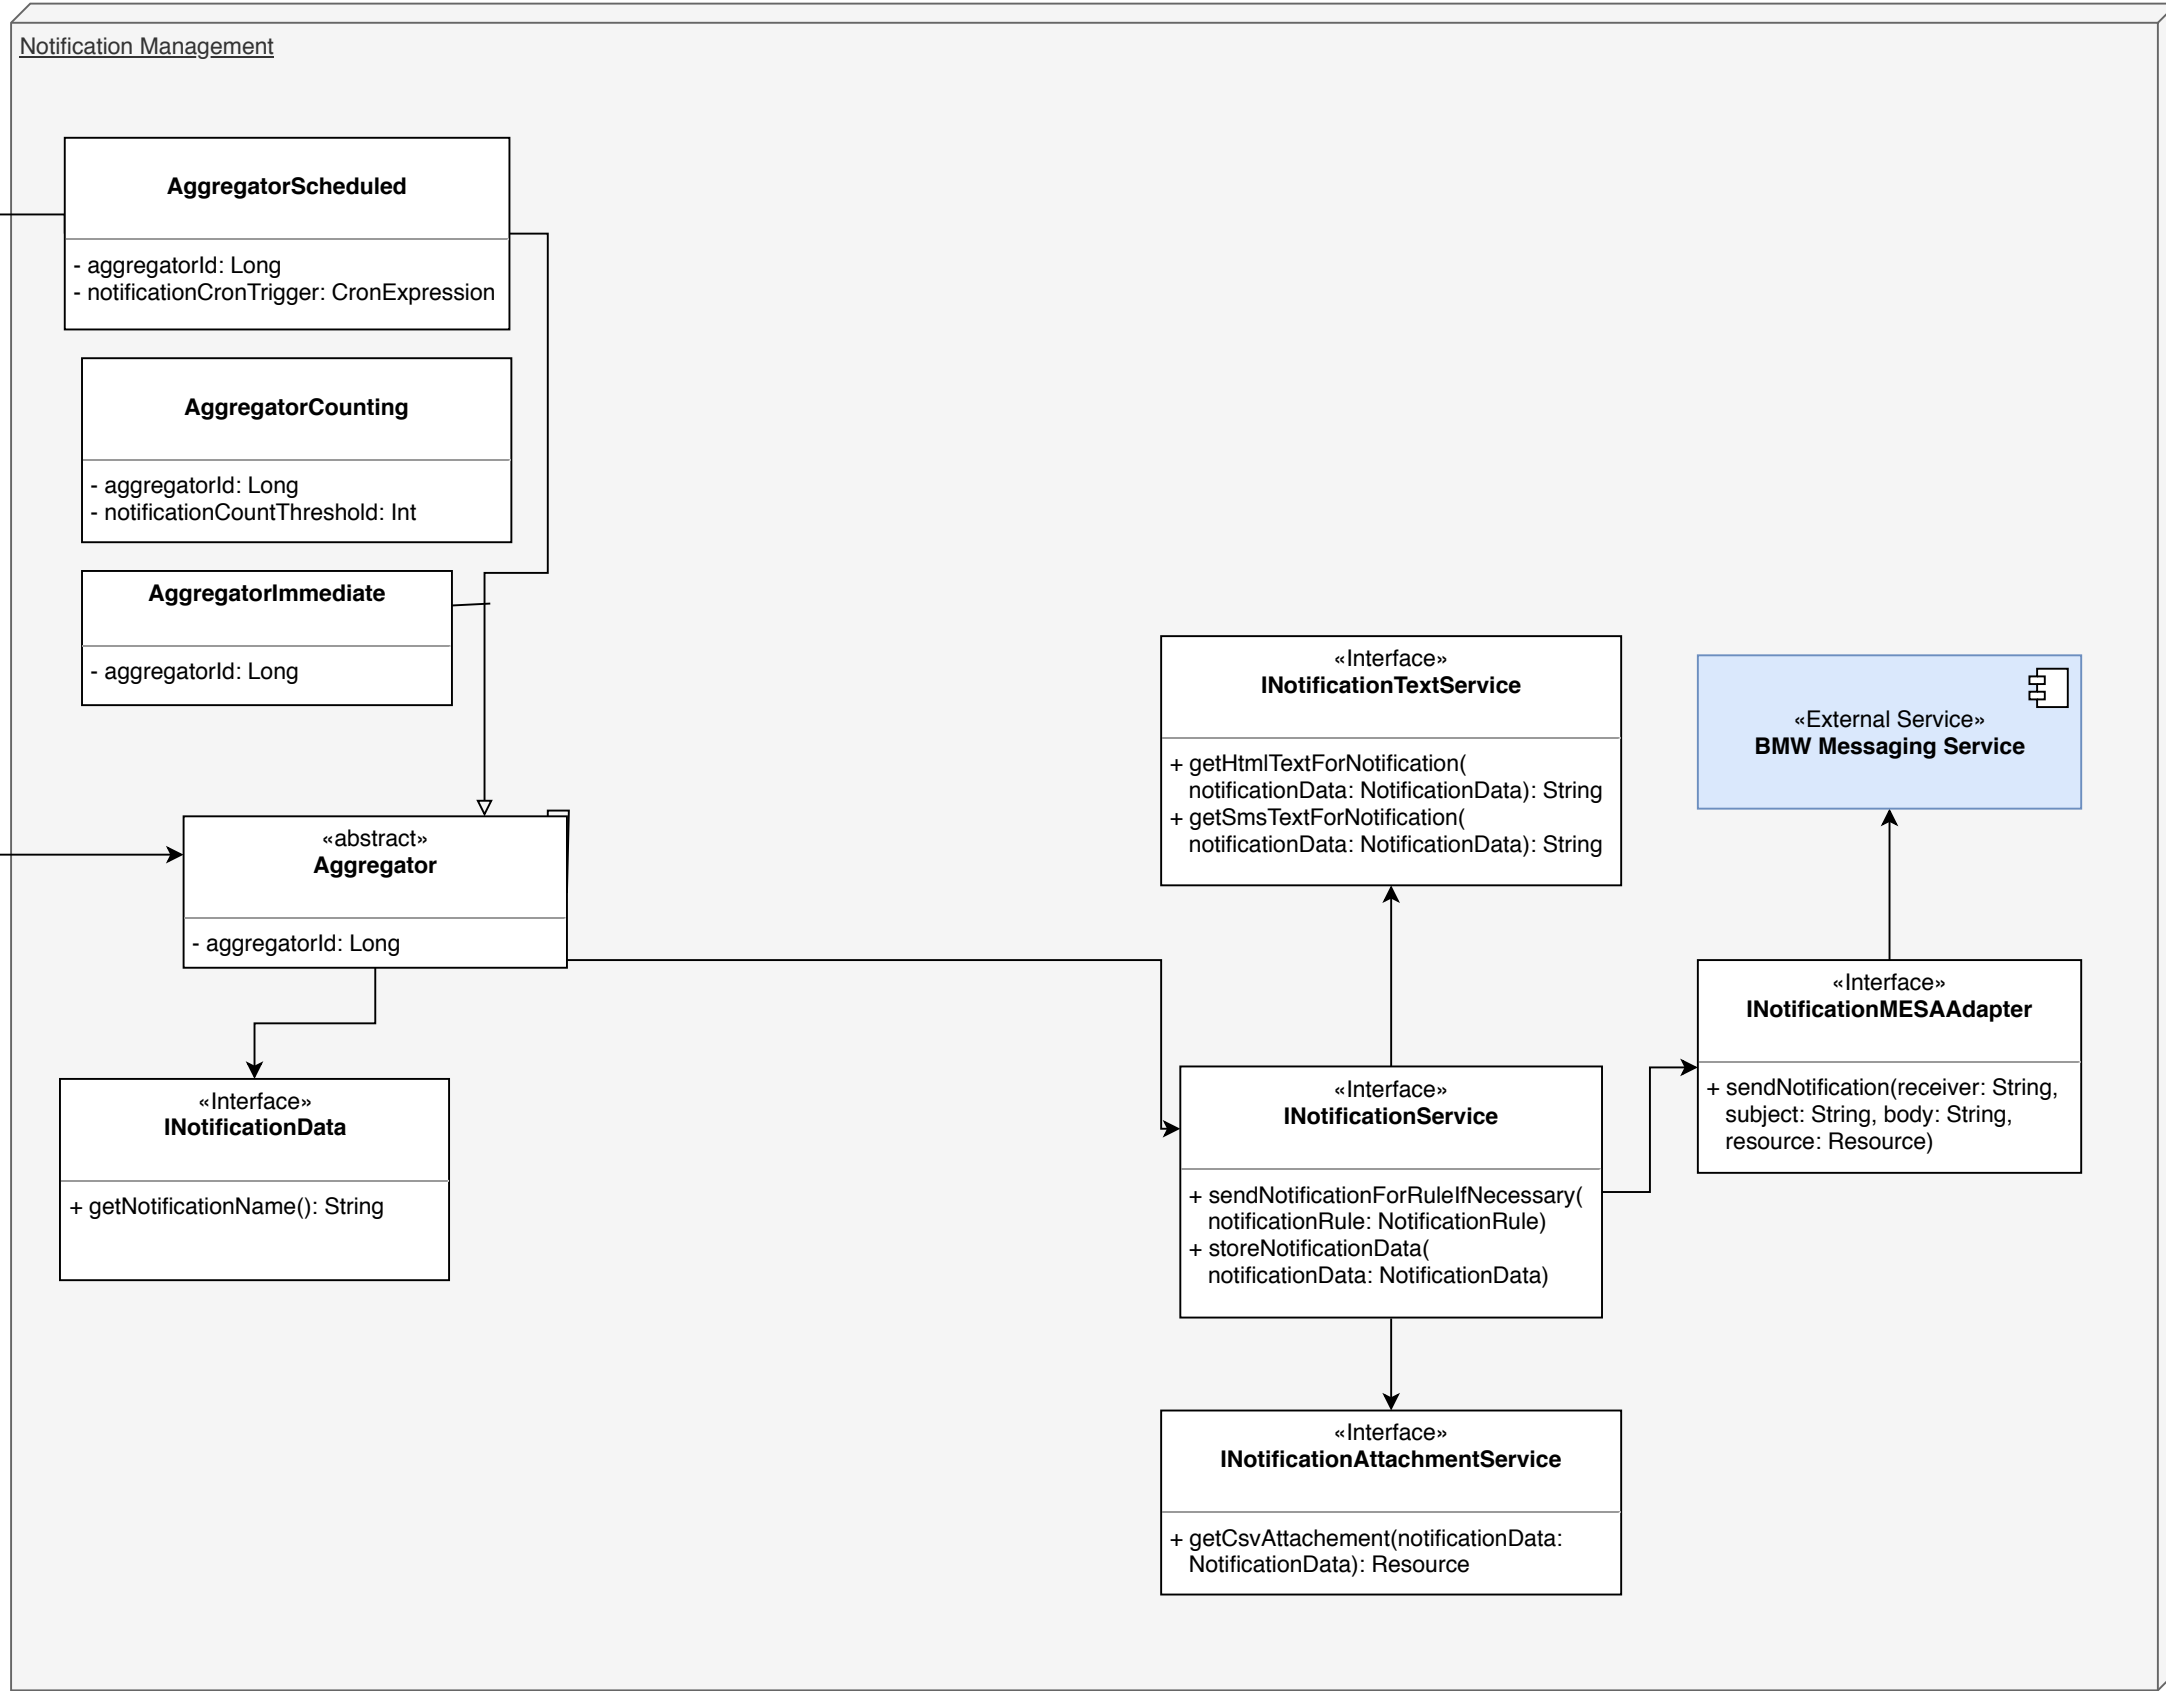 Notification Management
AggregatorScheduled
- aggregatorId: Long
- notificationCronTrigger: CronExpression
AggregatorCounting
- aggregatorId: Long
- notificationCountThreshold: Int
AggregatorImmediate
- aggregatorId: Long
«abstract»
Aggregator
- aggregatorId: Long
«Interface»
INotificationData
+ getNotificationName(): String
«Interface»
INotificationTextService
+ getHtmlTextForNotification(
notificationData: NotificationData): String
+ getSmsTextForNotification(
notificationData: NotificationData): String
«External Service»
BMW Messaging Service
«Interface»
INotificationMESAAdapter
+ sendNotification(receiver: String,
subject: String, body: String,
resource: Resource)
«Interface»
INotificationService
+ sendNotificationForRuleIfNecessary(
notificationRule: NotificationRule)
+ storeNotificationData(
notificationData: NotificationData)
«Interface»
INotificationAttachmentService
+ getCsvAttachement(notificationData:
NotificationData): Resource